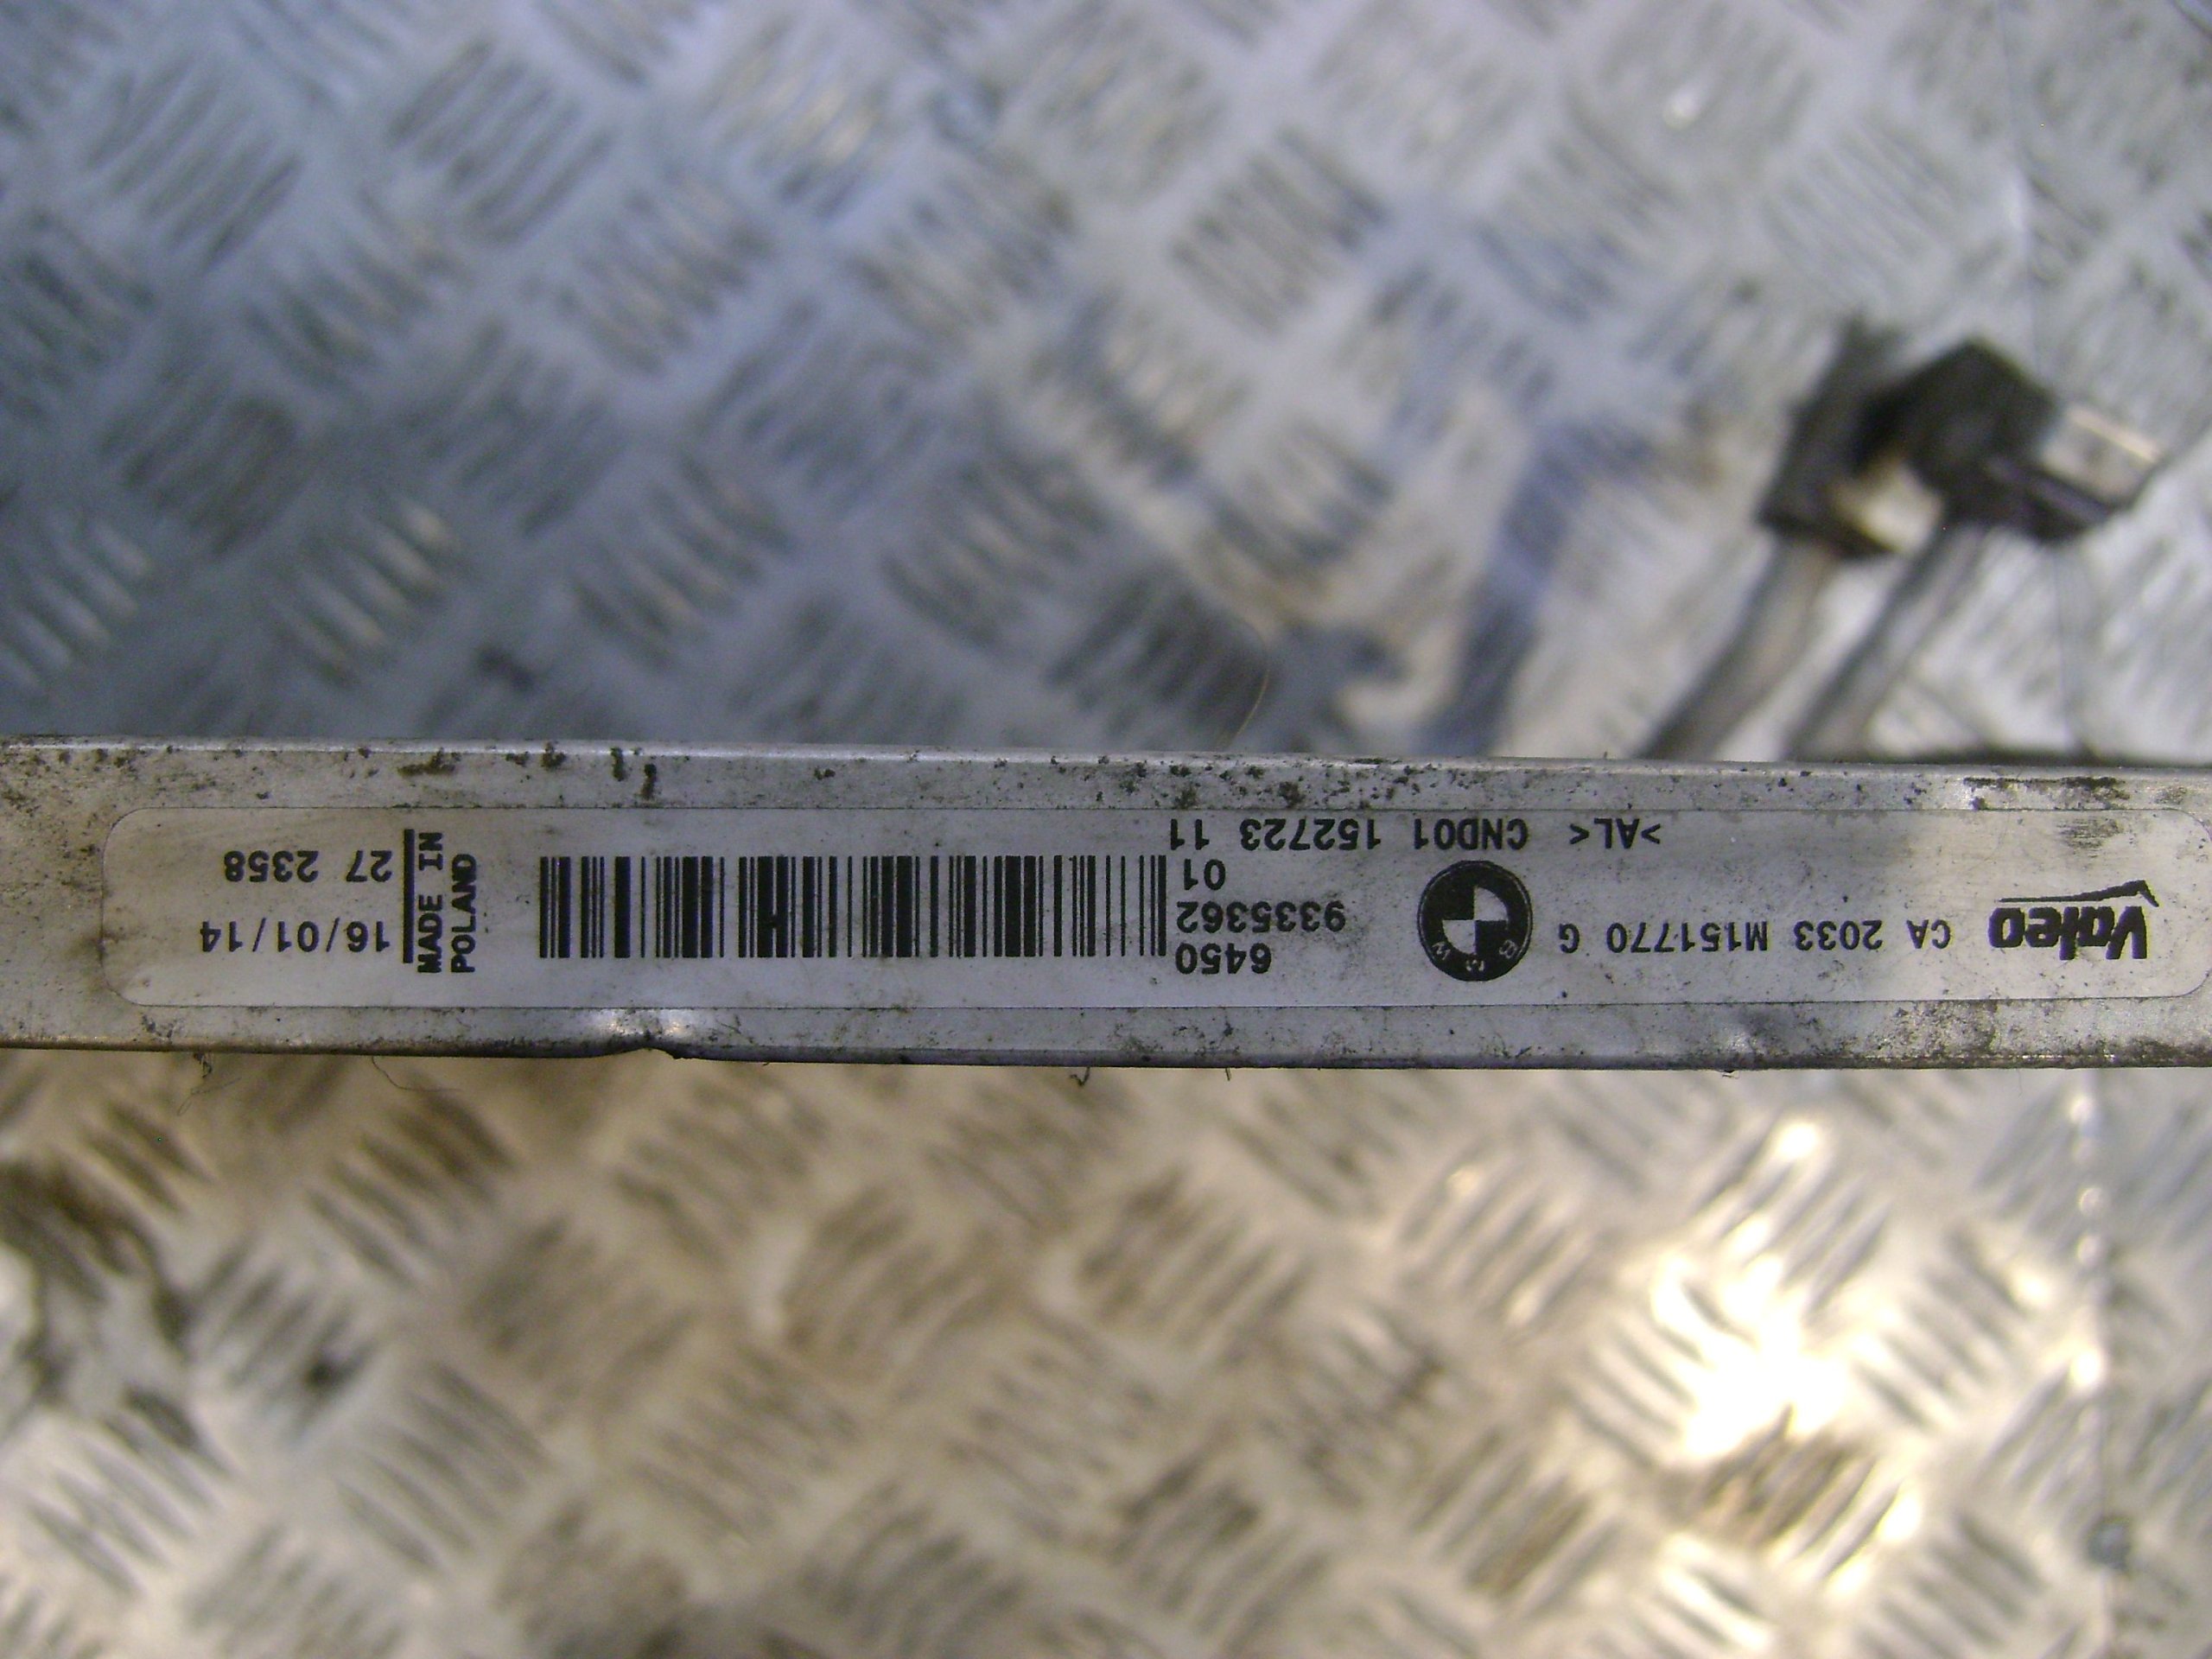 Valeo
CA 2033 M151770 G
>AL< CND01 152723 11
BMW
6450
9335362
01
MADE IN
POLAND
16/01/14
27 2358